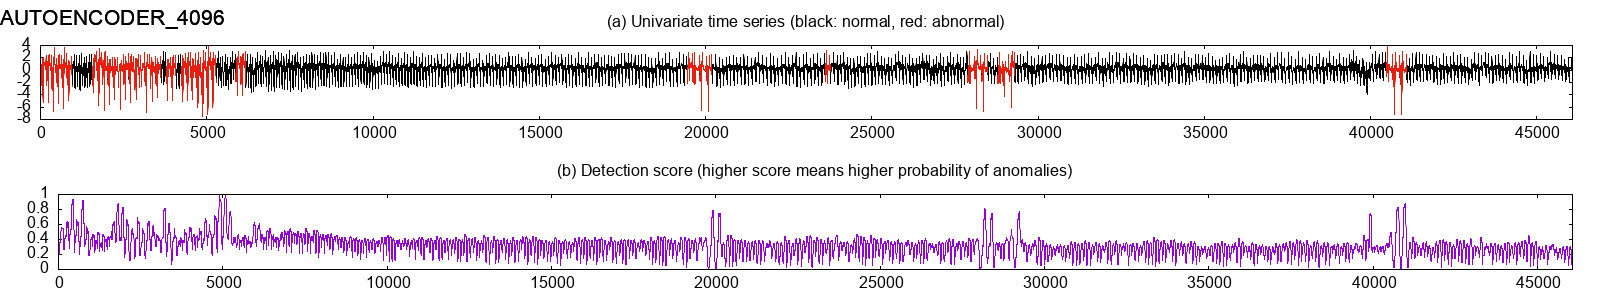 AUTOENCODER_4096
(a) Univariate time series (black: normal, red: abnormal)
4
2
0
-2
-4
-6
-8
0 5000 10000 15000 20000 25000 30000 35000 40000 45000
(b) Detection score (higher score means higher probability of anomalies)
1
0.8
0.6
0.4
0.2
0
0 5000 10000 15000 20000 25000 30000 35000 40000 45000